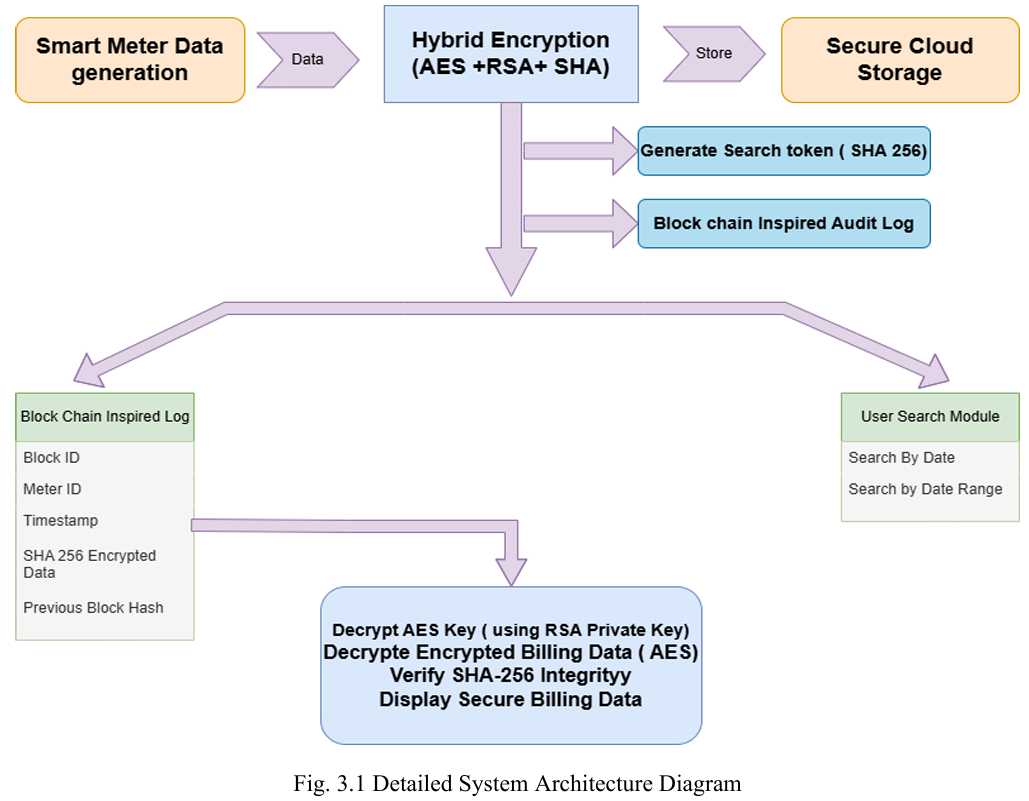 Smart Meter Data
generation
Data
Hybrid Encryption
(AES +RSA+ SHA)
Store
Secure Cloud
Storage
Generate Search token ( SHA 256)
Block chain Inspired Audit Log
Block Chain Inspired Log
Block ID
Meter ID
Timestamp
SHA 256 Encrypted
Data
Previous Block Hash
User Search Module
Search By Date
Search by Date Range
Decrypt AES Key ( using RSA Private Key)
Decrypte Encrypted Billing Data ( AES)
Verify SHA-256 Integrityy
Display Secure Billing Data
Fig. 3.1 Detailed System Architecture Diagram